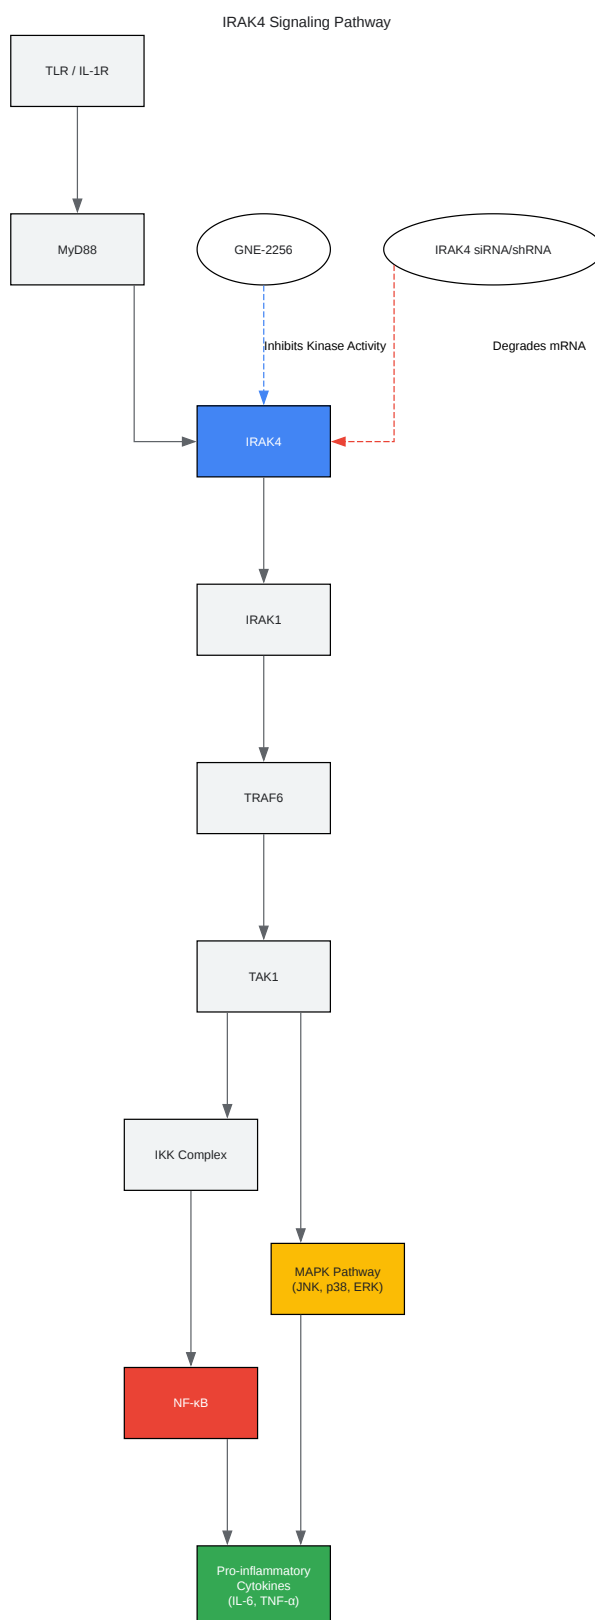 IRAK4 Signaling Pathway
TLR / IL-1R
MyD88
GNE-2256
IRAK4 siRNA/shRNA
Inhibits Kinase Activity
Degrades mRNA
IRAK4
IRAK1
TRAF6
TAK1
IKK Complex
MAPK Pathway
(JNK, p38, ERK)
NF-κB
Pro-inflammatory
Cytokines
(IL-6, TNF-α)